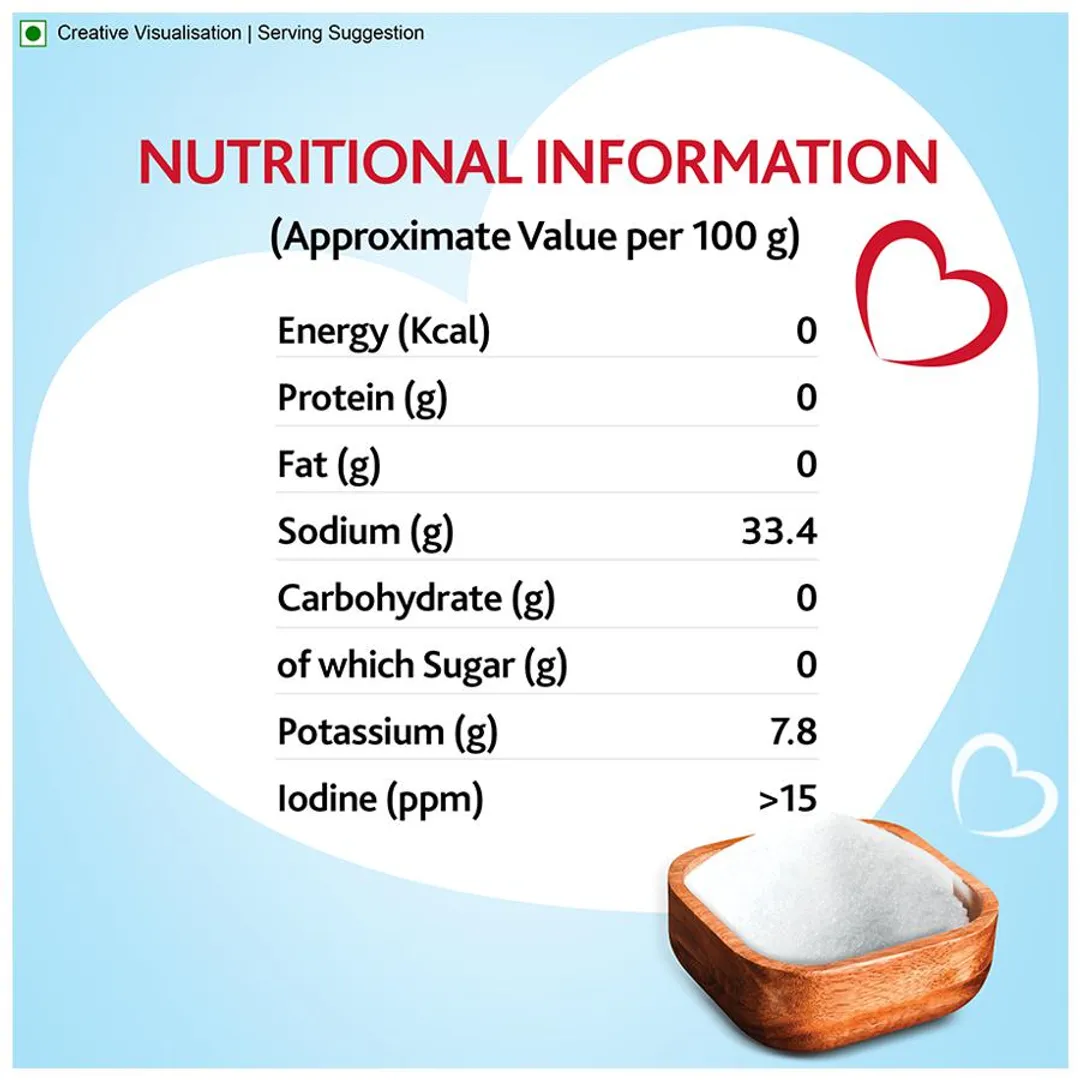 Creative Visualisation | Serving Suggestion
NUTRITIONAL INFORMATION
(Approximate Value per 100 g)
Energy (Kcal) 0
Protein (g) 0
Fat (g) 0
Sodium (g) 33.4
Carbohydrate (g) 0
of which Sugar (g) 0
Potassium (g) 7.8
Iodine (ppm) >15